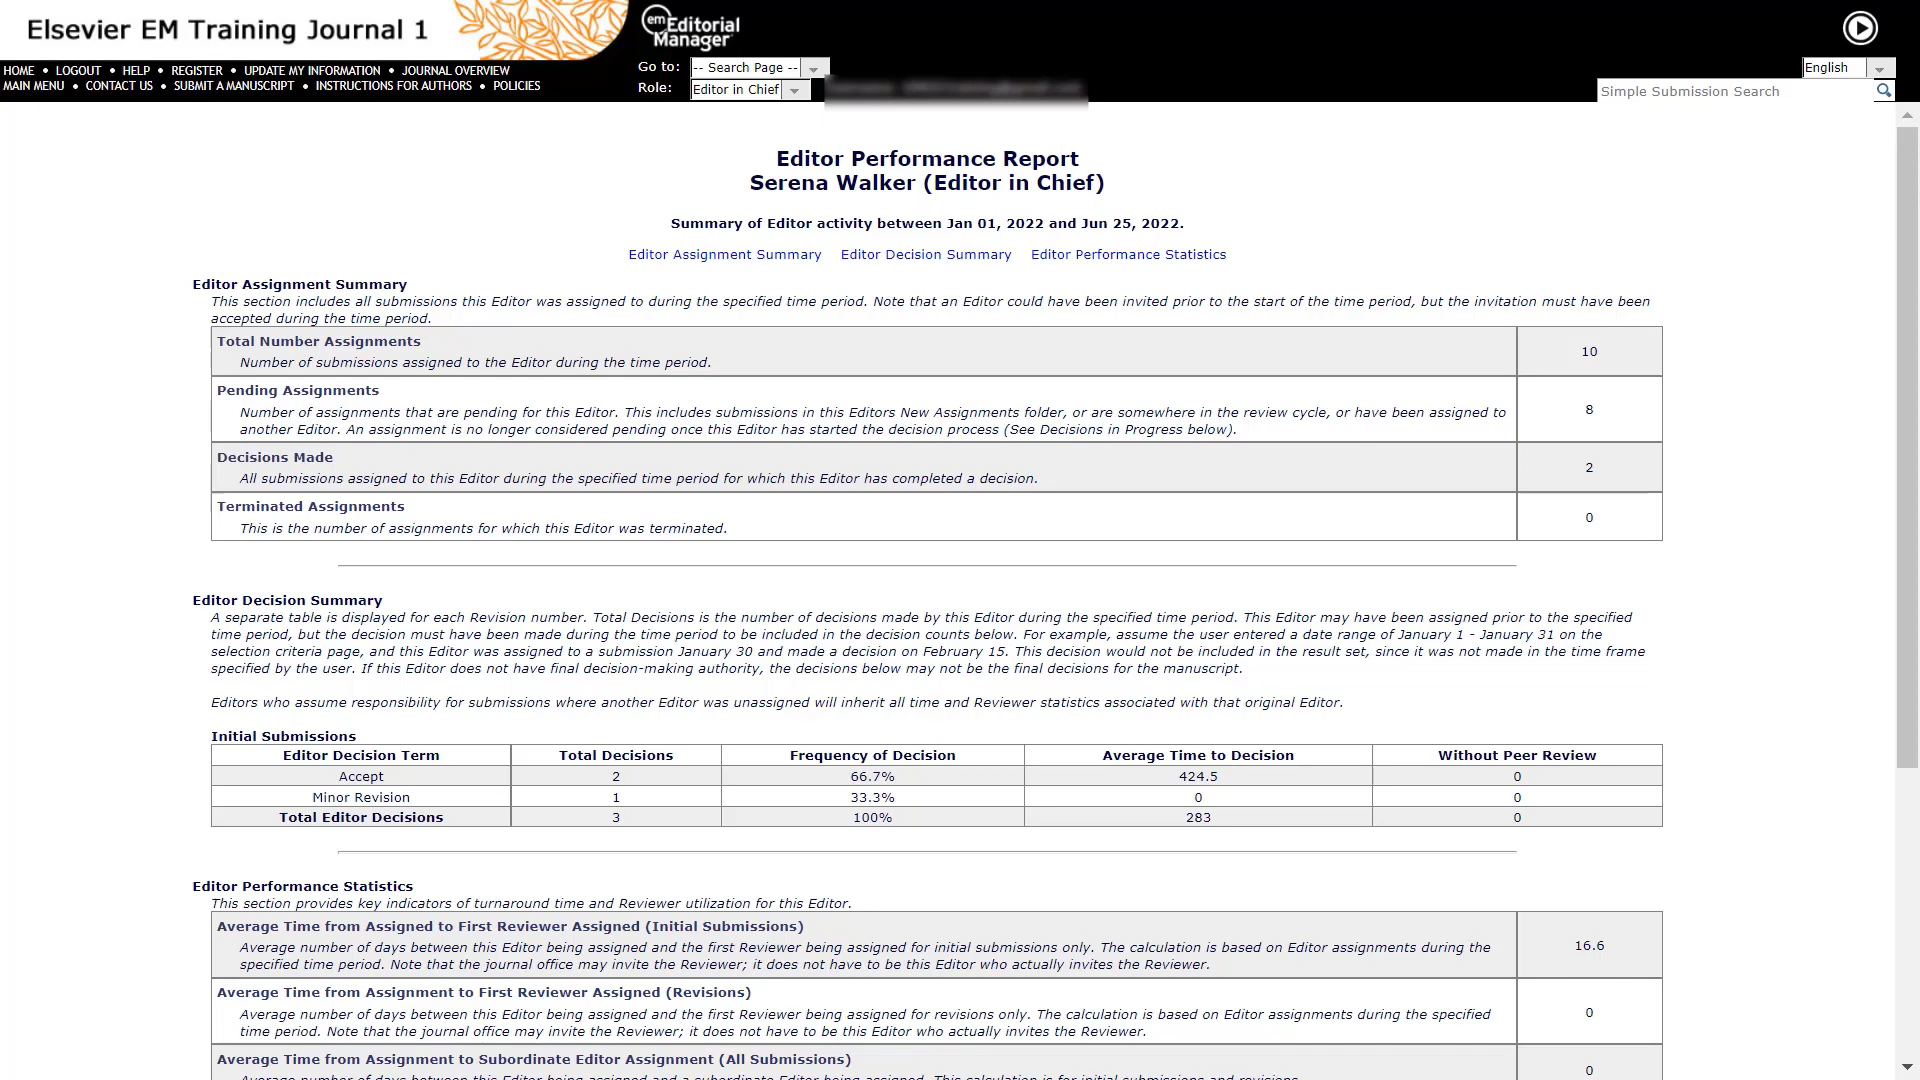 Elsevier EM Training Journal 1
em Editorial
Manager
HOME • LOGOUT • HELP • REGISTER • UPDATE MY INFORMATION • JOURNAL OVERVIEW
MAIN MENU • CONTACT US • SUBMIT A MANUSCRIPT • INSTRUCTIONS FOR AUTHORS • POLICIES
Go to: -- Search Page --
Role: Editor in Chief
English
Simple Submission Search
Editor Performance Report
Serena Walker (Editor in Chief)
Summary of Editor activity between Jan 01, 2022 and Jun 25, 2022.
Editor Assignment Summary Editor Decision Summary Editor Performance Statistics
Editor Assignment Summary
This section includes all submissions this Editor was assigned to during the specified time period. Note that an Editor could have been invited prior to the start of the time period, but the invitation must have been
accepted during the time period.
Total Number Assignments
Number of submissions assigned to the Editor during the time period.
10
Pending Assignments
Number of assignments that are pending for this Editor. This includes submissions in this Editors New Assignments folder, or are somewhere in the review cycle, or have been assigned to
another Editor. An assignment is no longer considered pending once this Editor has started the decision process (See Decisions in Progress below).
8
Decisions Made
All submissions assigned to this Editor during the specified time period for which this Editor has completed a decision.
2
Terminated Assignments
This is the number of assignments for which this Editor was terminated.
0
Editor Decision Summary
A separate table is displayed for each Revision number. Total Decisions is the number of decisions made by this Editor during the specified time period. This Editor may have been assigned prior to the specified
time period, but the decision must have been made during the time period to be included in the decision counts below. For example, assume the user entered a date range of January 1 - January 31 on the
selection criteria page, and this Editor was assigned to a submission January 30 and made a decision on February 15. This decision would not be included in the result set, since it was not made in the time frame
specified by the user. If this Editor does not have final decision-making authority, the decisions below may not be the final decisions for the manuscript.
Editors who assume responsibility for submissions where another Editor was unassigned will inherit all time and Reviewer statistics associated with that original Editor.
Initial Submissions
Editor Decision Term Total Decisions Frequency of Decision Average Time to Decision Without Peer Review
Accept 2 66.7% 424.5 0
Minor Revision 1 33.3% 0 0
Total Editor Decisions 3 100% 283 0
Editor Performance Statistics
This section provides key indicators of turnaround time and Reviewer utilization for this Editor.
Average Time from Assigned to First Reviewer Assigned (Initial Submissions)
Average number of days between this Editor being assigned and the first Reviewer being assigned for initial submissions only. The calculation is based on Editor assignments during the
specified time period. Note that the journal office may invite the Reviewer; it does not have to be this Editor who actually invites the Reviewer.
16.6
Average Time from Assignment to First Reviewer Assigned (Revisions)
Average number of days between this Editor being assigned and the first Reviewer being assigned for revisions only. The calculation is based on Editor assignments during the specified
time period. Note that the journal office may invite the Reviewer; it does not have to be this Editor who actually invites the Reviewer.
0
Average Time from Assignment to Subordinate Editor Assignment (All Submissions)
Average number of days between this Editor being assigned and a subordinate Editor being assigned. This calculation is for initial submissions and revisions.
0